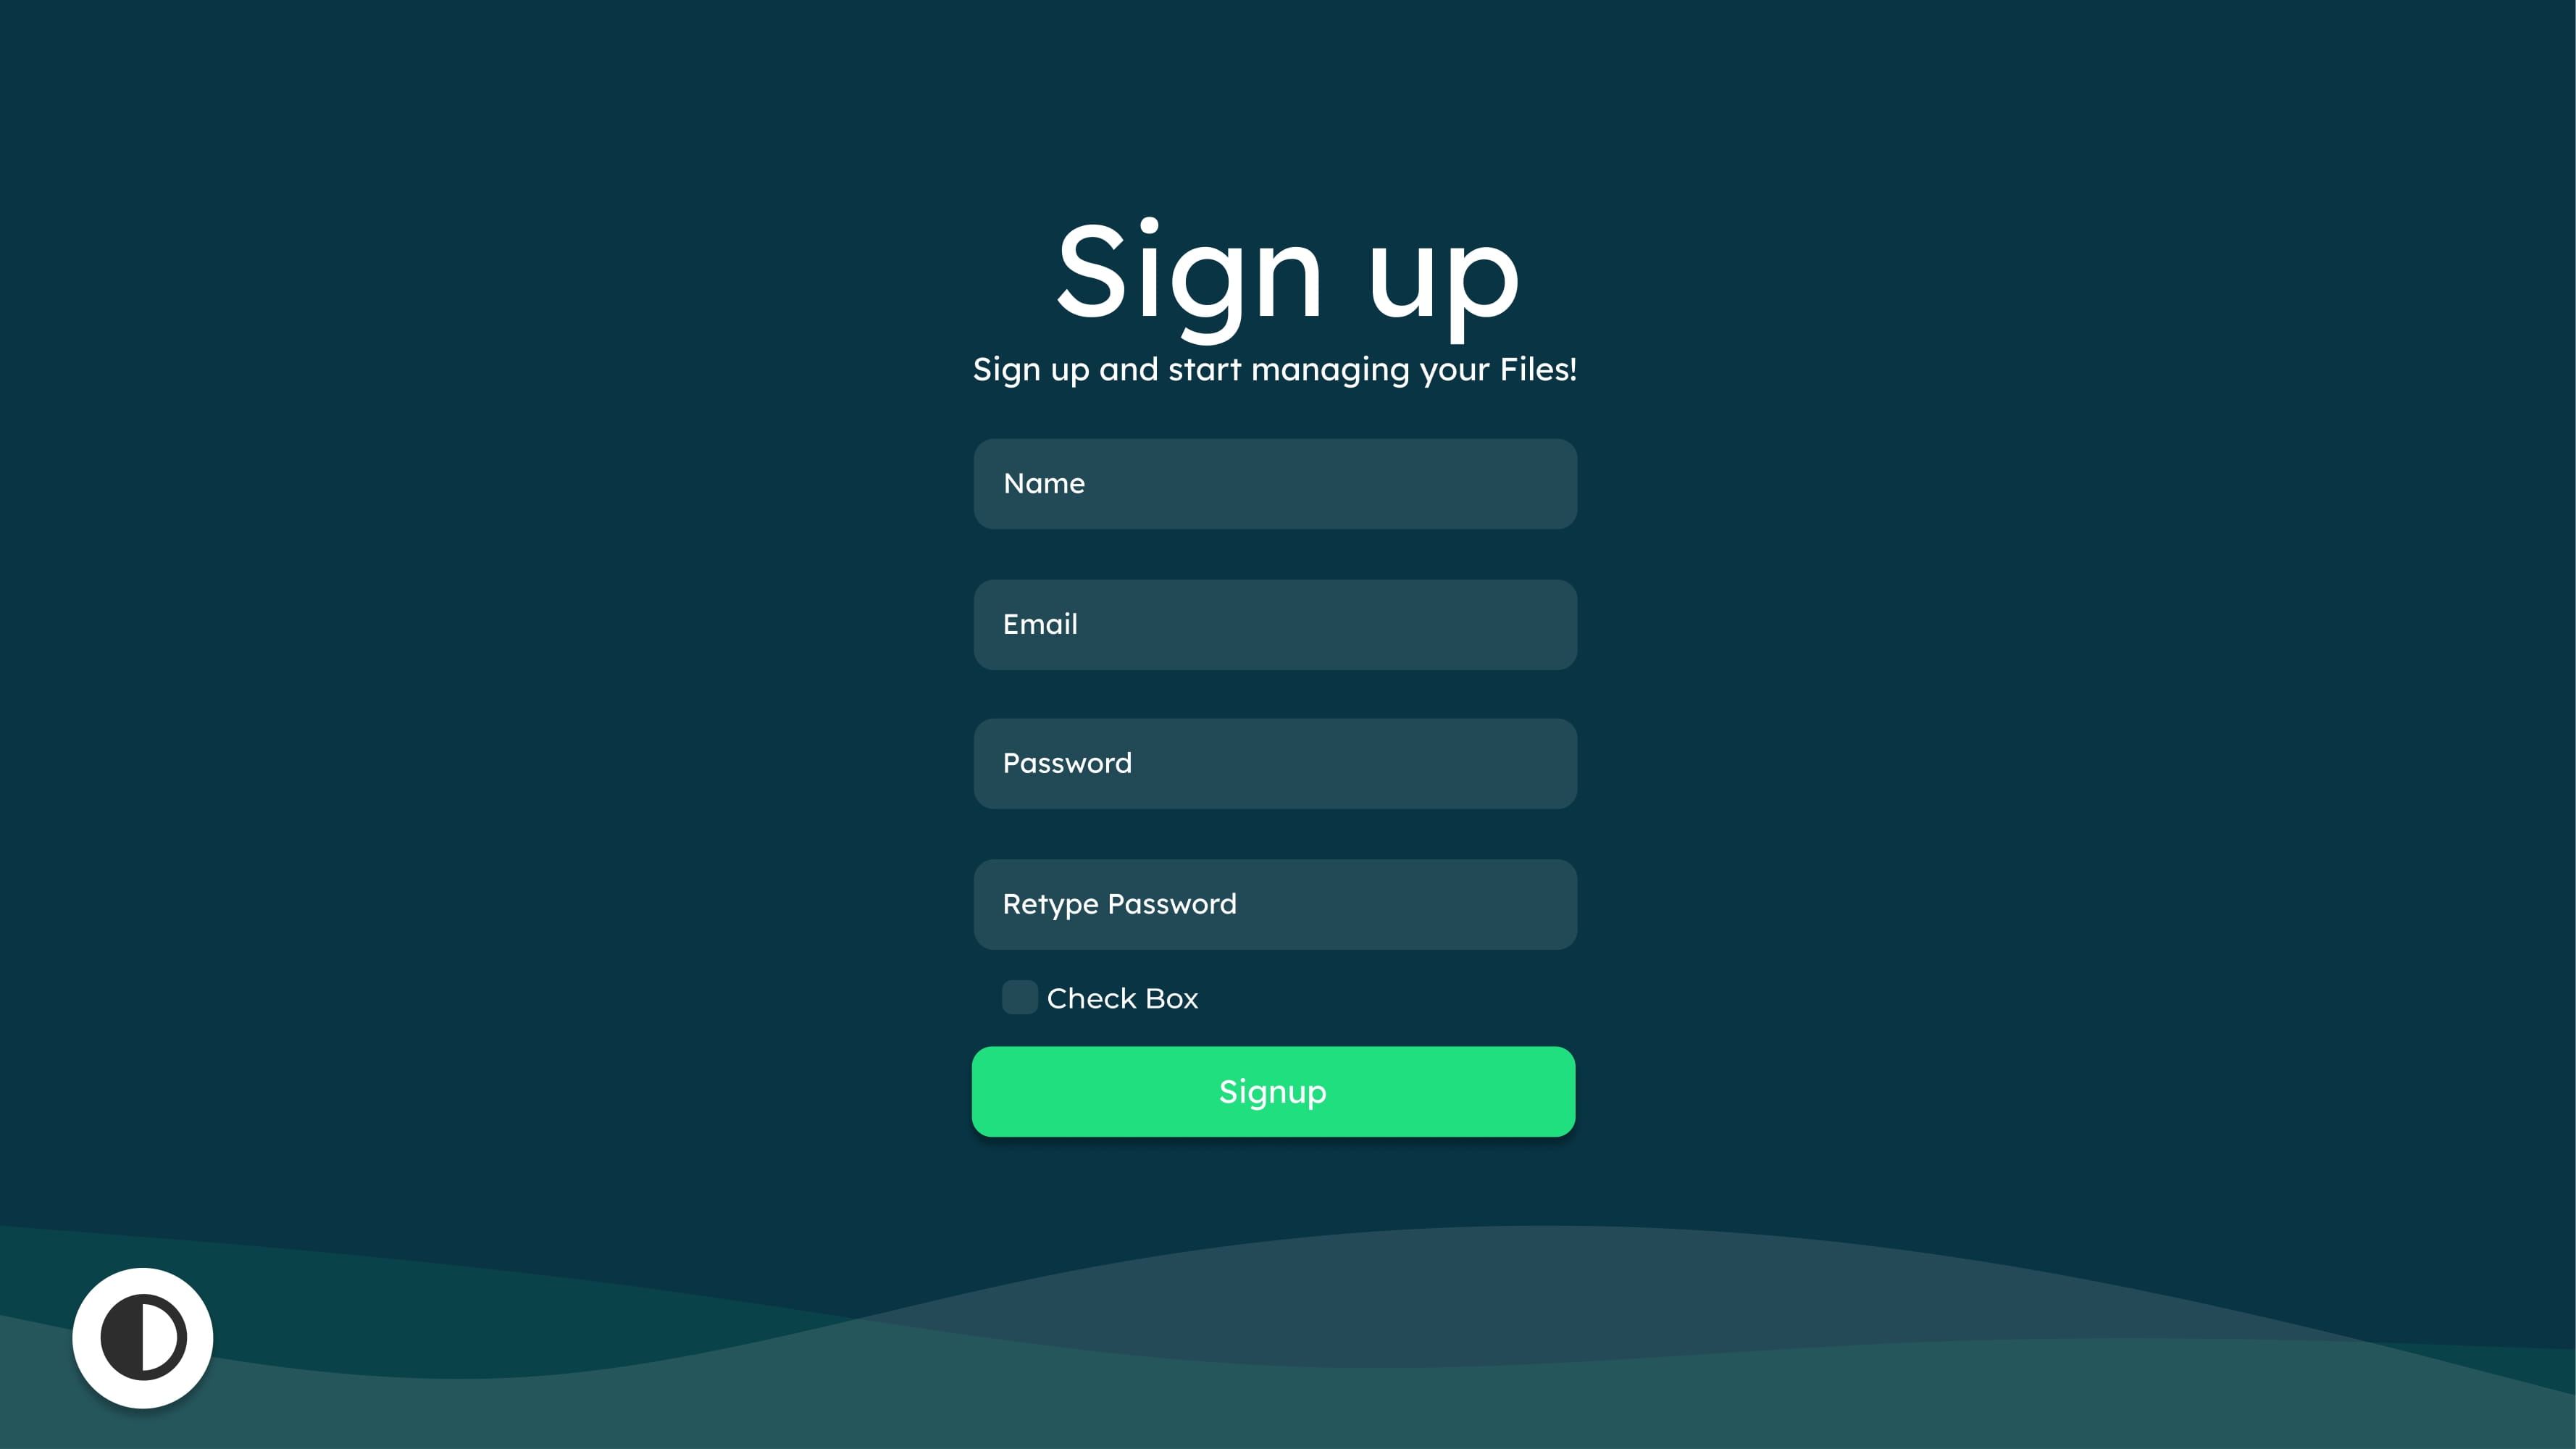 Sign up
Sign up and start managing your Files!
Name
Email
Password
Retype Password
Check Box
Signup